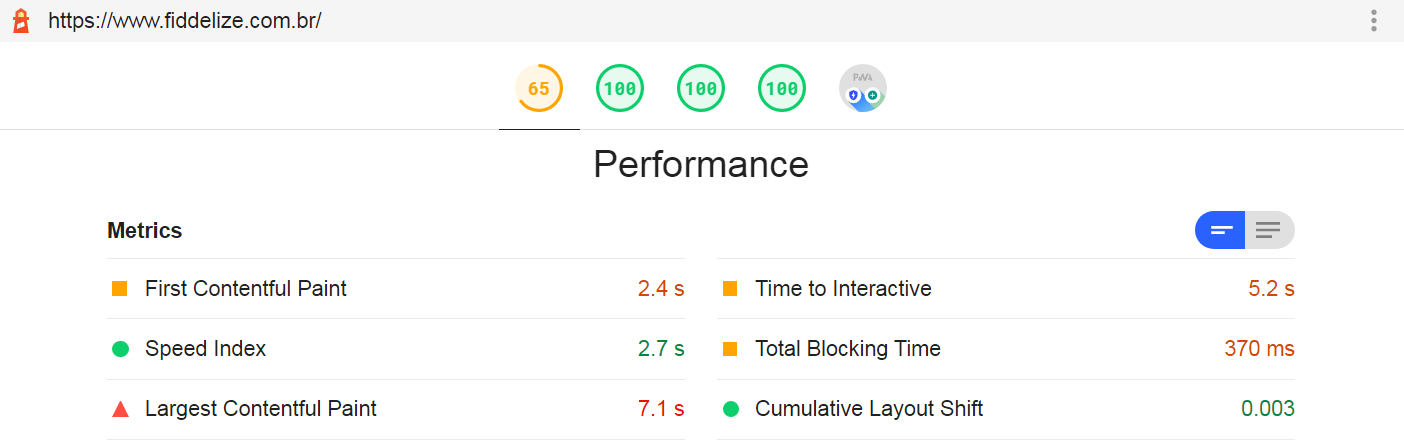 https://www.fiddelize.com.br/
65 100 100 100 PWA
Performance
Metrics
First Contentful Paint 2.4 s
Time to Interactive 5.2 s
Speed Index 2.7 s
Total Blocking Time 370 ms
Largest Contentful Paint 7.1 s
Cumulative Layout Shift 0.003